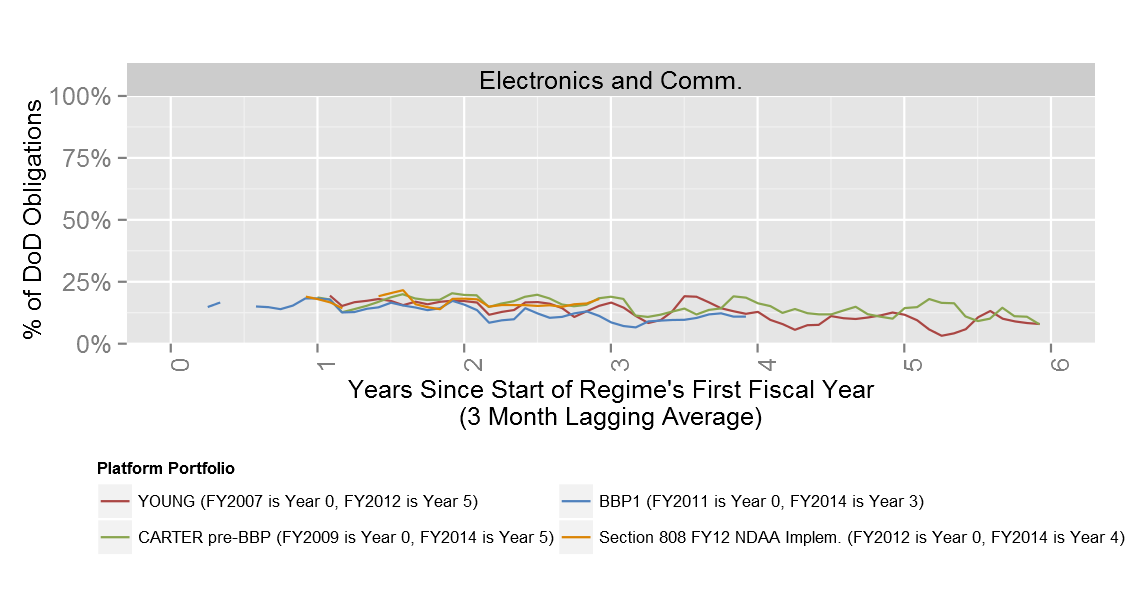 Electronics and Comm.
% of DoD Obligations
100%
75%
50%
25%
0%
0
1
2
3
4
5
6
Years Since Start of Regime's First Fiscal Year
(3 Month Lagging Average)
Platform Portfolio
YOUNG (FY2007 is Year 0, FY2012 is Year 5)
BBP1 (FY2011 is Year 0, FY2014 is Year 3)
CARTER pre-BBP (FY2009 is Year 0, FY2014 is Year 5)
Section 808 FY12 NDAA Implem. (FY2012 is Year 0, FY2014 is Year 4)